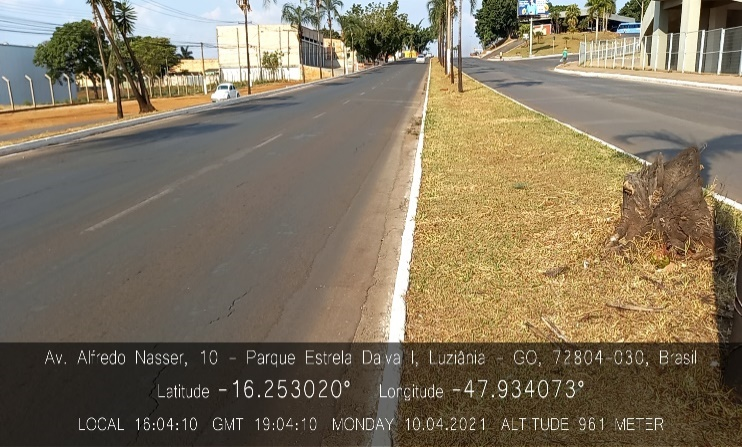 Av. Alfredo Nasser, 10 - Parque Estrela Dalva I, Luziânia - GO, 72804-030, Brasil
Latitude -16.253020° Longitude -47.934073°
LOCAL 16:04:10 GMT 19:04:10 MONDAY 10.04.2021 ALTITUDE 961 METER